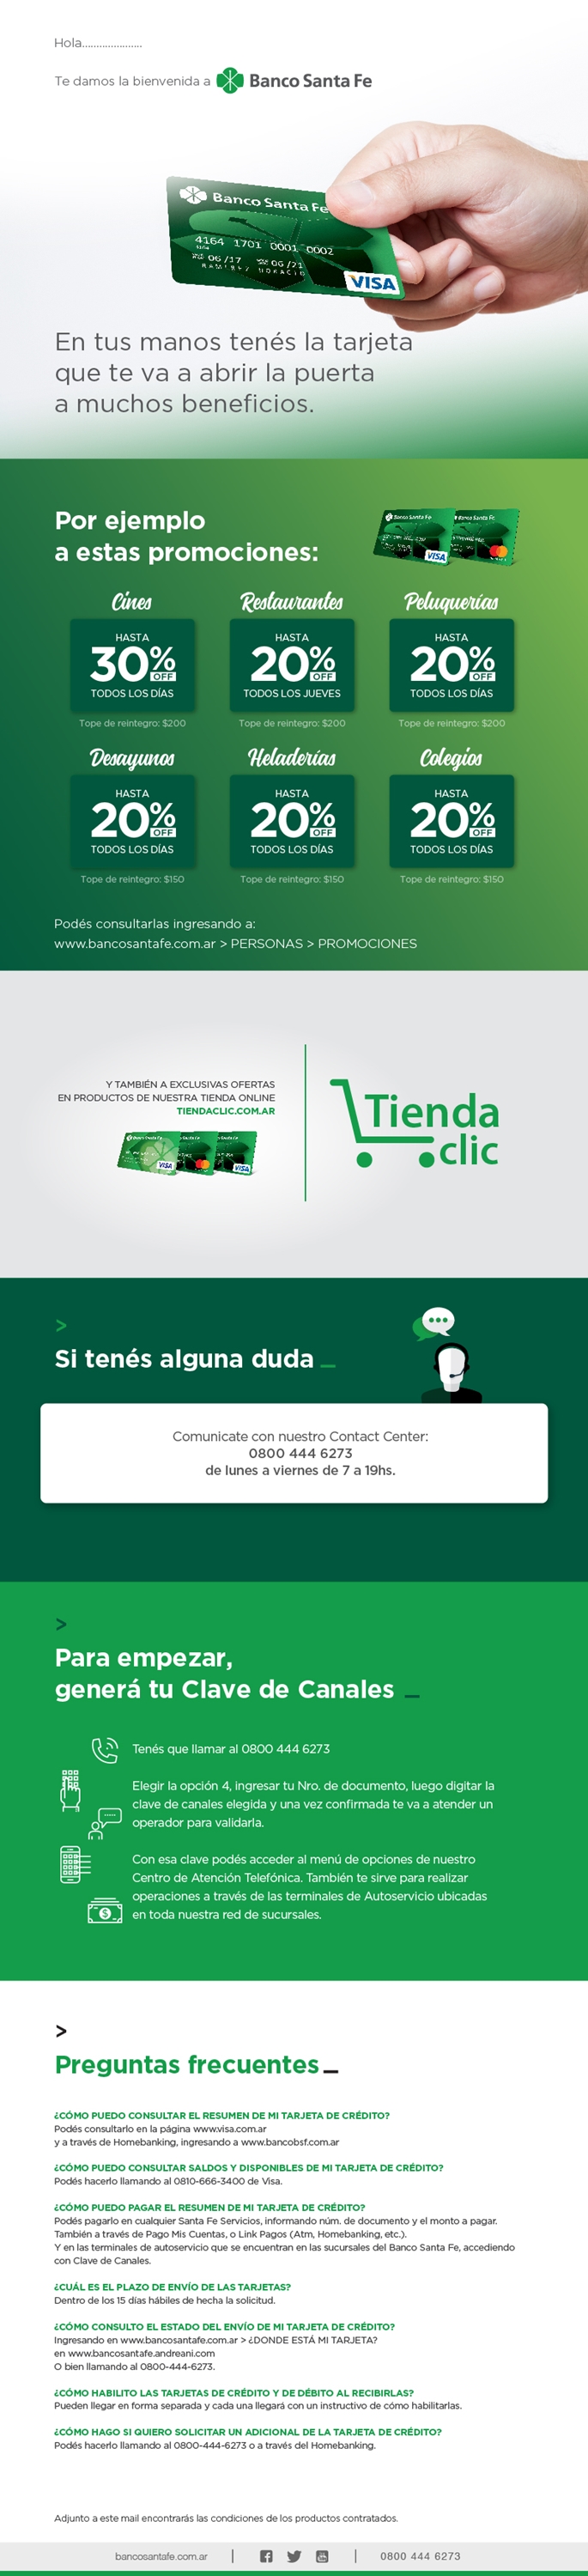 Hola.....................
Te damos la bienvenida a Banco Santa Fe
Banco Santa Fe
4164 1701 0001 0002
06/17 06/21
RAMIREZ HORACIO
VISA
En tus manos tenés la tarjeta
que te va a abrir la puerta
a muchos beneficios.
Por ejemplo
a estas promociones:
Banco Santa Fe
VISA
Banco Santa Fe
Cines
HASTA
30% OFF
TODOS LOS DÍAS
Tope de reintegro: $200
Restaurantes
HASTA
20% OFF
TODOS LOS JUEVES
Tope de reintegro: $200
Peluquerías
HASTA
20% OFF
TODOS LOS DÍAS
Tope de reintegro: $200
Desayunos
HASTA
20% OFF
TODOS LOS DÍAS
Tope de reintegro: $150
Heladerías
HASTA
20% OFF
TODOS LOS DÍAS
Tope de reintegro: $150
Colegios
HASTA
20% OFF
TODOS LOS DÍAS
Tope de reintegro: $150
Podés consultarlas ingresando a:
www.bancosantafe.com.ar > PERSONAS > PROMOCIONES
Y TAMBIÉN A EXCLUSIVAS OFERTAS
EN PRODUCTOS DE NUESTRA TIENDA ONLINE
TIENDACLIC.COM.AR
VISA
VISA
Tienda
clic
>
Si tenés alguna duda _
Comunicate con nuestro Contact Center:
0800 444 6273
de lunes a viernes de 7 a 19hs.
>
Para empezar,
generá tu Clave de Canales _
Tenés que llamar al 0800 444 6273
Elegir la opción 4, ingresar tu Nro. de documento, luego digitar la
clave de canales elegida y una vez confirmada te va a atender un
operador para validarla.
Con esa clave podés acceder al menú de opciones de nuestro
Centro de Atención Telefónica. También te sirve para realizar
operaciones a través de las terminales de Autoservicio ubicadas
en toda nuestra red de sucursales.
>
Preguntas frecuentes_
¿CÓMO PUEDO CONSULTAR EL RESUMEN DE MI TARJETA DE CRÉDITO?
Podés consultarlo en la página www.visa.com.ar
y a través de Homebanking, ingresando a www.bancobsf.com.ar
¿CÓMO PUEDO CONSULTAR SALDOS Y DISPONIBLES DE MI TARJETA DE CRÉDITO?
Podés hacerlo llamando al 0810-666-3400 de Visa.
¿CÓMO PUEDO PAGAR EL RESUMEN DE MI TARJETA DE CRÉDITO?
Podés pagarlo en cualquier Santa Fe Servicios, informando núm. de documento y el monto a pagar.
También a través de Pago Mis Cuentas, o Link Pagos (Atm, Homebanking, etc.).
Y en las terminales de autoservicio que se encuentran en las sucursales del Banco Santa Fe, accediendo
con Clave de Canales.
¿CUÁL ES EL PLAZO DE ENVÍO DE LAS TARJETAS?
Dentro de los 15 días hábiles de hecha la solicitud.
¿CÓMO CONSULTO EL ESTADO DEL ENVÍO DE MI TARJETA DE CRÉDITO?
Ingresando en www.bancosantafe.com.ar > ¿DONDE ESTÁ MI TARJETA?
en www.bancosantafe.andreani.com
O bien llamando al 0800-444-6273.
¿CÓMO HABILITO LAS TARJETAS DE CRÉDITO Y DE DÉBITO AL RECIBIRLAS?
Pueden llegar en forma separada y cada una llegará con un instructivo de cómo habilitarlas.
¿CÓMO HAGO SI QUIERO SOLICITAR UN ADICIONAL DE LA TARJETA DE CRÉDITO?
Podés hacerlo llamando al 0800-444-6273 o a través del Homebanking.
Adjunto a este mail encontrarás las condiciones de los productos contratados.
bancosantafe.com.ar | | 0800 444 6273